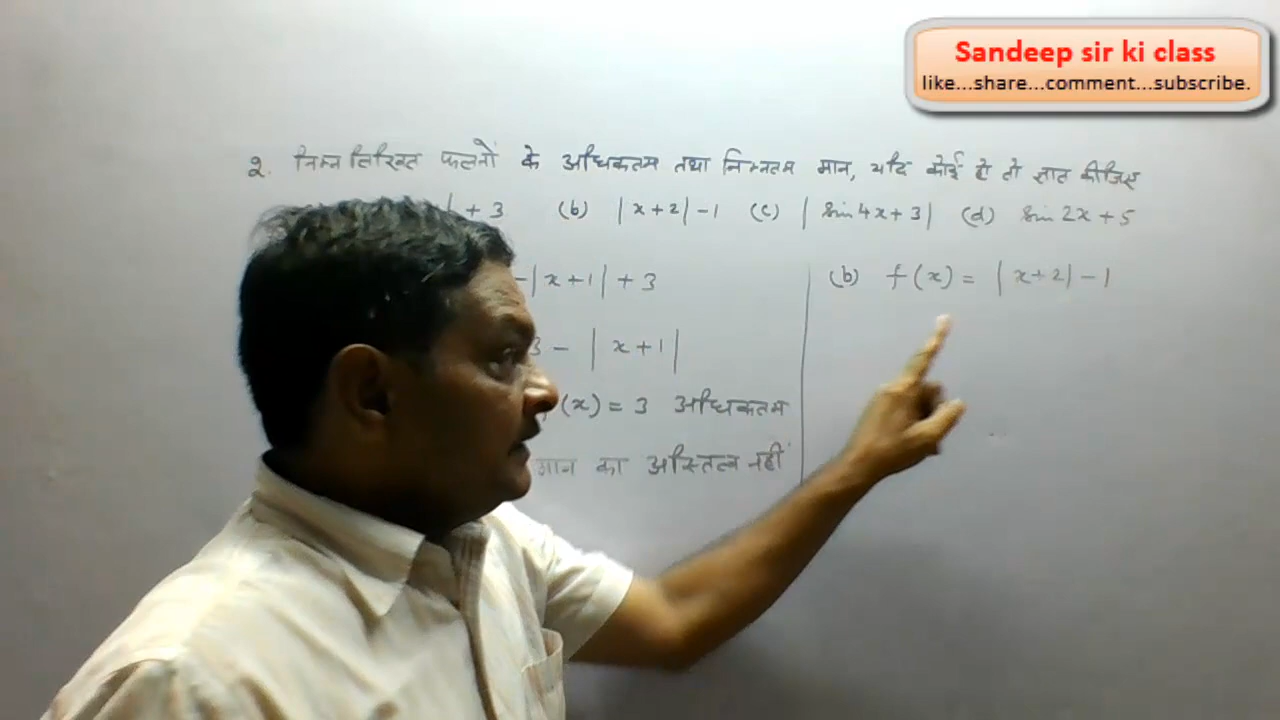 Sandeep sir ki class
like...share...comment...subscribe.
2. निम्नलिखित फलनों के अधिकतम तथा निम्नतम मान, यदि कोई हो तो ज्ञात कीजिए
| + 3 (b) |x+2|-1 (c) | sin 4x+3| (d) sin 2x + 5
-|x+1| + 3
3 - |x+1|
(x) = 3 अधिकतम
मान का अस्तित्व नहीं
(b) f(x) = |x+2|-1